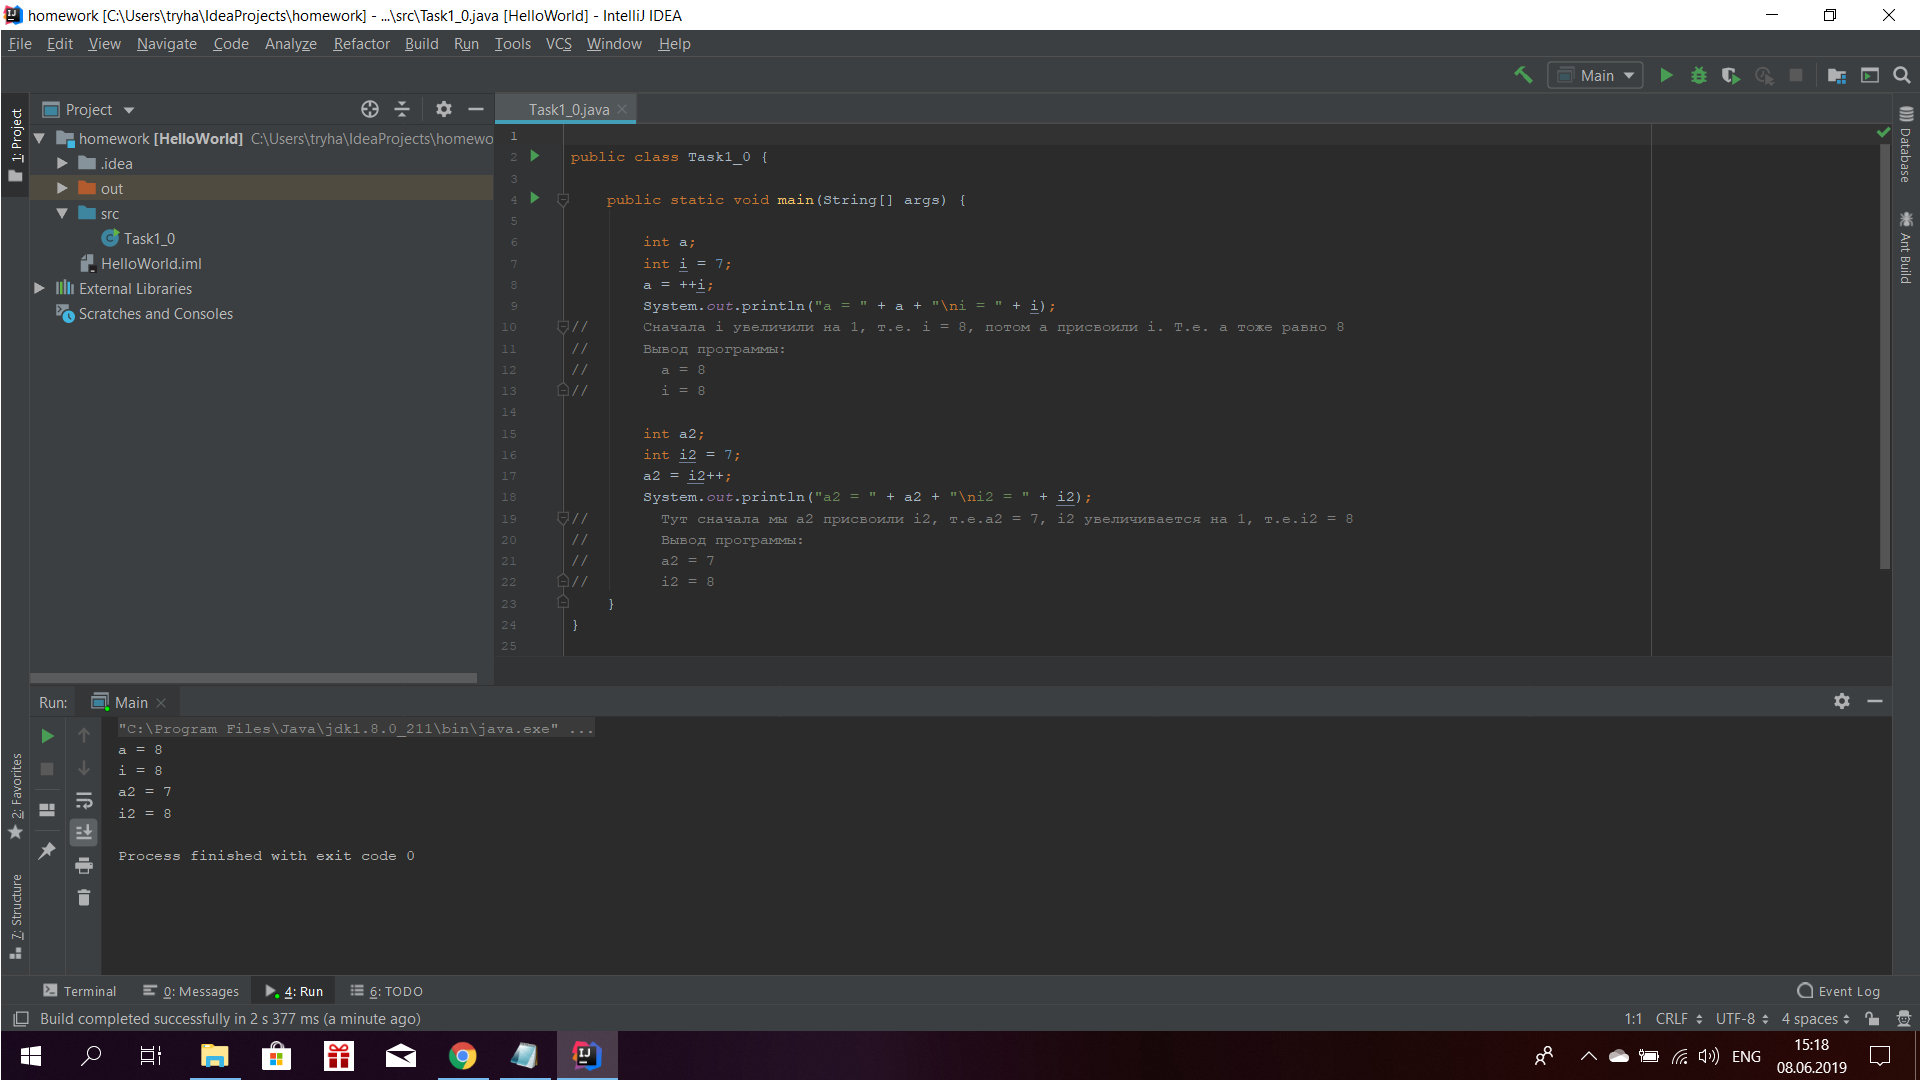 homework [C:\Users\tryha\IdeaProjects\homework] - ...\src\Task1_0.java [HelloWorld] - IntelliJ IDEA
File Edit View Navigate Code Analyze Refactor Build Run Tools VCS Window Help
Main
Project
Task1_0.java
1: Project
homework [HelloWorld] C:\Users\tryha\IdeaProjects\homewo
.idea
out
src
Task1_0
HelloWorld.iml
External Libraries
Scratches and Consoles
1
2 public class Task1_0 {
3
4 public static void main(String[] args) {
5
6 int a;
7 int i = 7;
8 a = ++i;
9 System.out.println("a = " + a + "\ni = " + i);
10 // Сначала i увеличили на 1, т.е. i = 8, потом a присвоили i. Т.е. a тоже равно 8
11 // Вывод программы:
12 // a = 8
13 // i = 8
14
15 int a2;
16 int i2 = 7;
17 a2 = i2++;
18 System.out.println("a2 = " + a2 + "\ni2 = " + i2);
19 // Тут сначала мы a2 присвоили i2, т.е.a2 = 7, i2 увеличивается на 1, т.е.i2 = 8
20 // Вывод программы:
21 // a2 = 7
22 // i2 = 8
23 }
24 }
25
Database
Ant Build
Run: Main
"C:\Program Files\Java\jdk1.8.0_211\bin\java.exe" ...
a = 8
i = 8
a2 = 7
i2 = 8
Process finished with exit code 0
2: Favorites
7: Structure
Terminal 0: Messages 4: Run 6: TODO Event Log
Build completed successfully in 2 s 377 ms (a minute ago) 1:1 CRLF UTF-8 4 spaces
ENG
15:18
08.06.2019